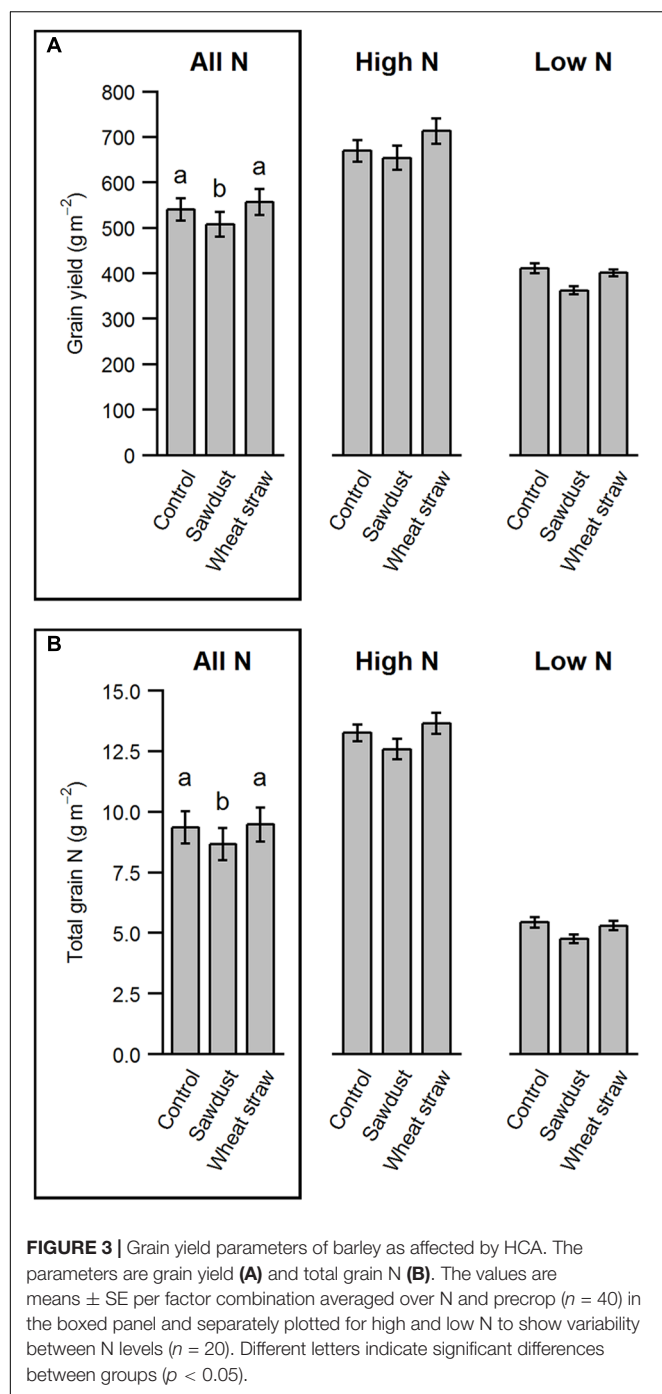 A
All N
High N
Low N
Grain yield (g m−2)
800
700
600
500
400
300
200
100
0
a
b
a
Control
Sawdust
Wheat straw
Control
Sawdust
Wheat straw
Control
Sawdust
Wheat straw
B
All N
High N
Low N
Total grain N (g m−2)
15.0
12.5
10.0
7.5
5.0
2.5
0.0
a
b
a
Control
Sawdust
Wheat straw
Control
Sawdust
Wheat straw
Control
Sawdust
Wheat straw
FIGURE 3 | Grain yield parameters of barley as affected by HCA. The
parameters are grain yield (A) and total grain N (B). The values are
means ± SE per factor combination averaged over N and precrop (n = 40) in
the boxed panel and separately plotted for high and low N to show variability
between N levels (n = 20). Different letters indicate significant differences
between groups (p < 0.05).